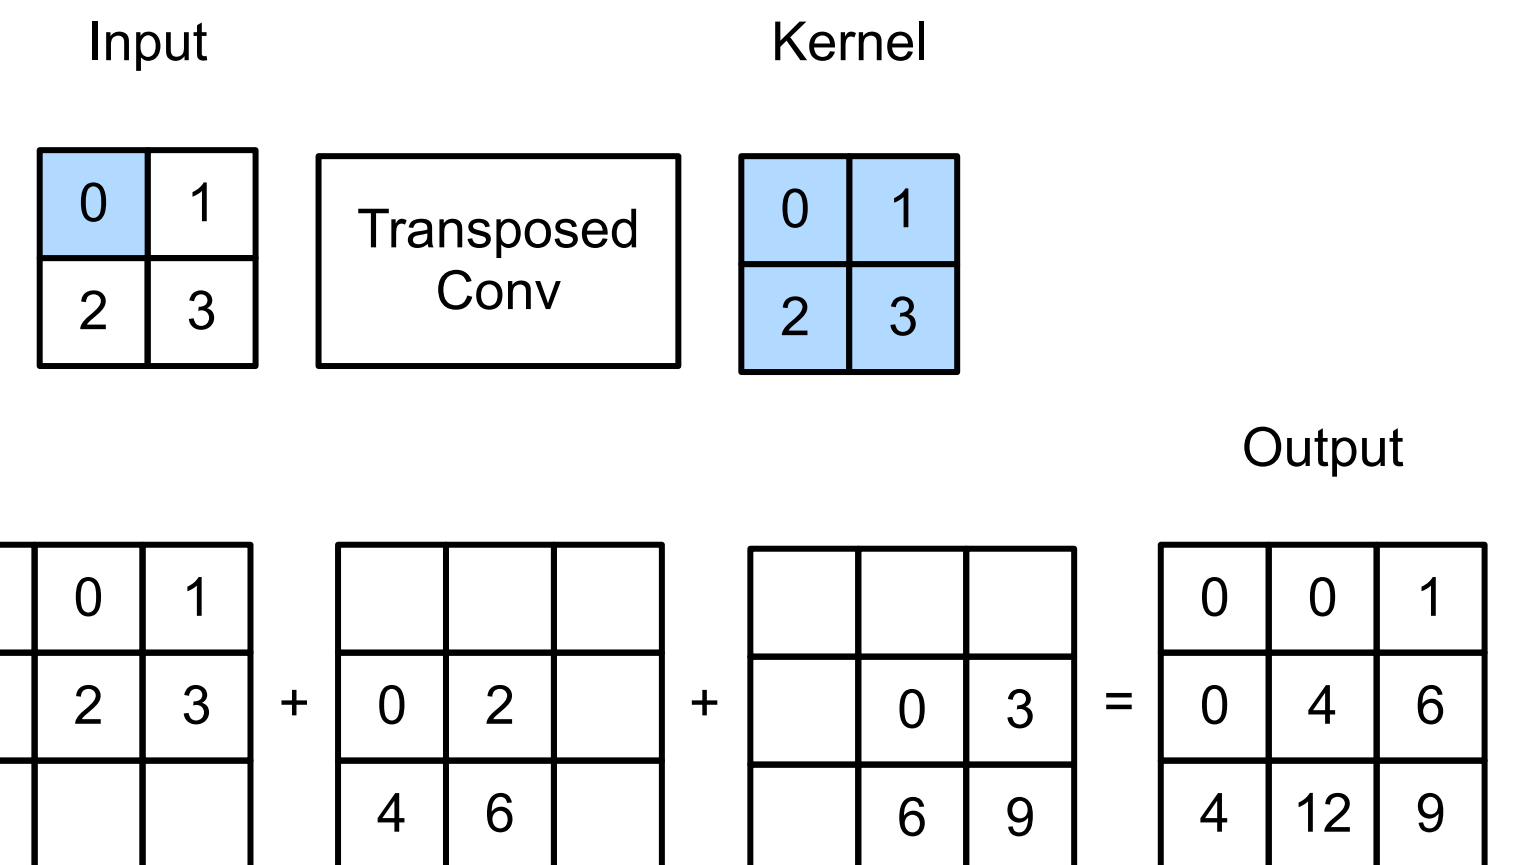 Input Kernel
0 1 Transposed 0 1
2 3 Conv 2 3
Output
0 1 0 0 1
2 3 + 0 2 + 0 3 = 0 4 6
4 6 6 9 4 12 9